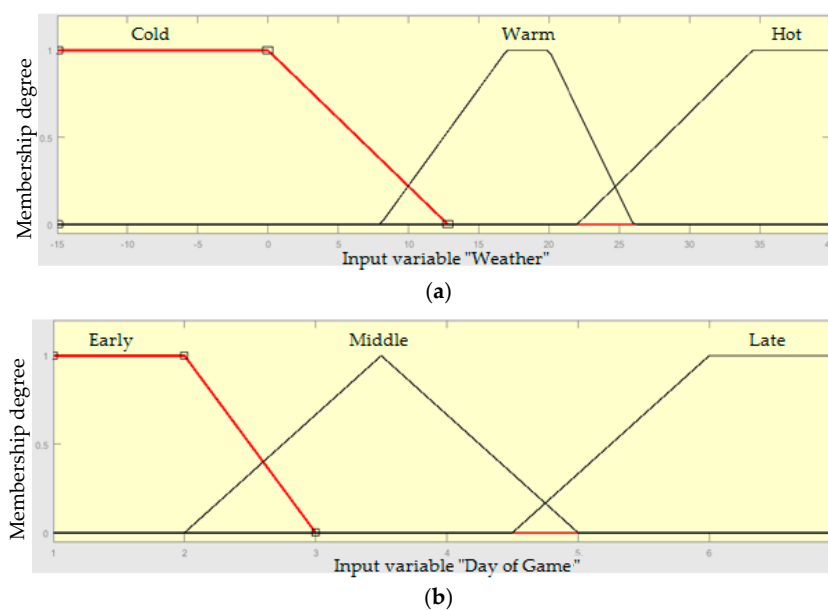 Cold Warm Hot
Membership degree
1
0.5
0
-15 -10 -5 0 5 10 15 20 25 30 35
Input variable "Weather"
(a)
Early Middle Late
Membership degree
1
0.5
0
1 2 3 4 5 6
Input variable "Day of Game"
(b)